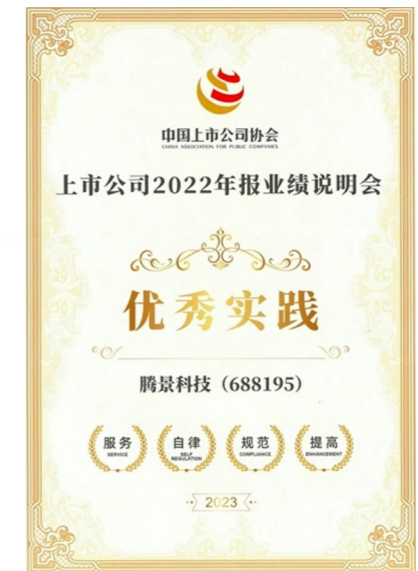 中国上市公司协会
CHINA ASSOCIATION FOR PUBLIC COMPANIES
上市公司2022年报业绩说明会
优秀实践
腾景科技（688195）
服务 自律 规范 提高
SERVICE SELF REGULATION COMPLIANCE ENHANCEMENT
2023